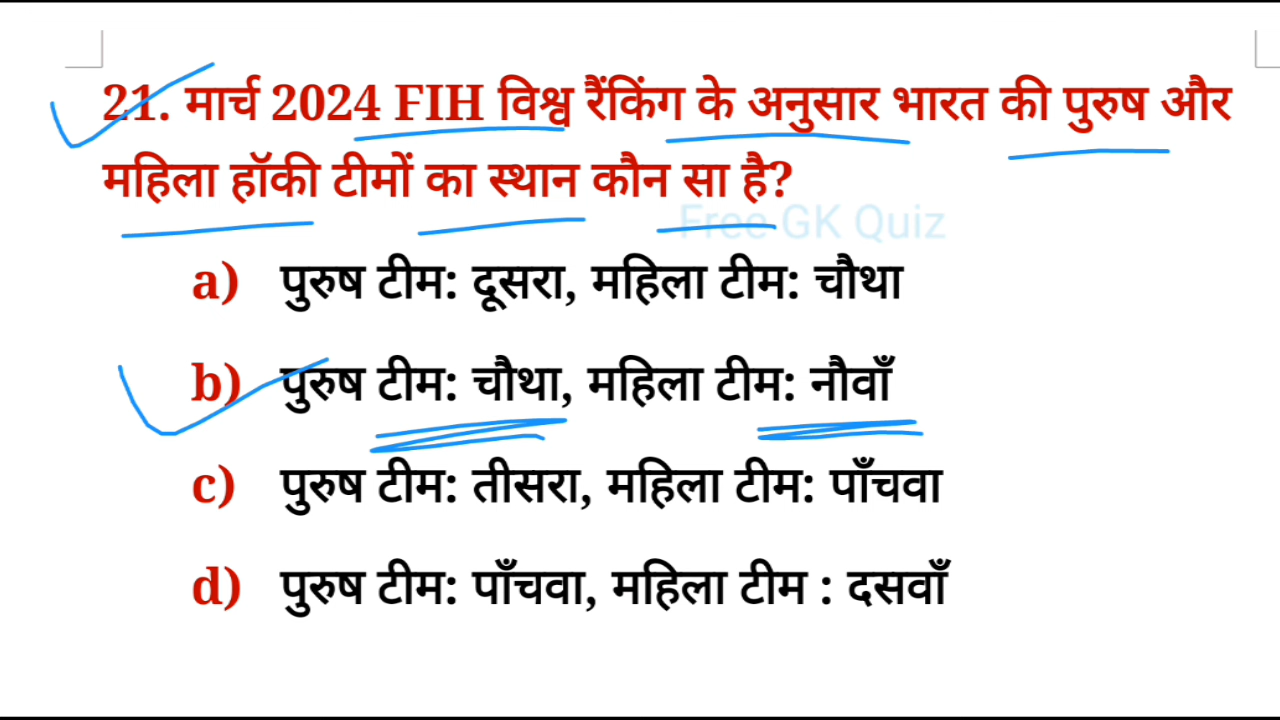 21. मार्च 2024 FIH विश्व रैंकिंग के अनुसार भारत की पुरुष और
महिला हॉकी टीमों का स्थान कौन सा है?
Free GK Quiz
a) पुरुष टीम: दूसरा, महिला टीम: चौथा
b) पुरुष टीम: चौथा, महिला टीम: नौवाँ
c) पुरुष टीम: तीसरा, महिला टीम: पाँचवा
d) पुरुष टीम: पाँचवा, महिला टीम : दसवाँ